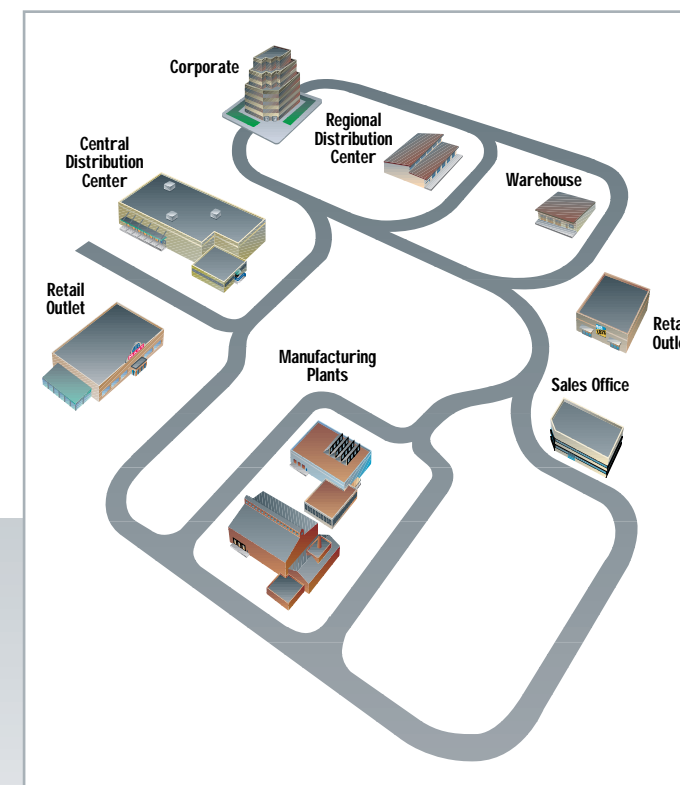 Corporate
Regional
Distribution
Center
Central
Distribution
Center
Warehouse
Retail
Outlet
Manufacturing
Plants
Sales Office